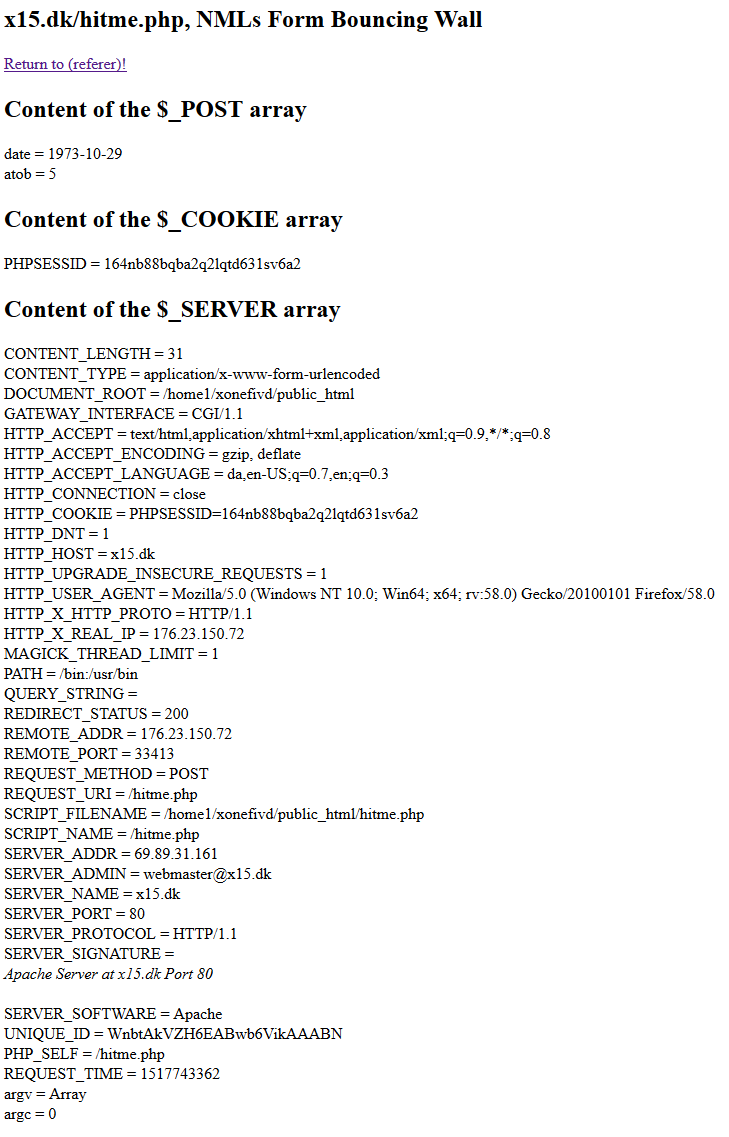 x15.dk/hitme.php, NMLs Form Bouncing Wall
Return to (referer)!
Content of the $_POST array
date = 1973-10-29
atob = 5
Content of the $_COOKIE array
PHPSESSID = 164nb88bqba2q2lqtd631sv6a2
Content of the $_SERVER array
CONTENT_LENGTH = 31
CONTENT_TYPE = application/x-www-form-urlencoded
DOCUMENT_ROOT = /home1/xonefivd/public_html
GATEWAY_INTERFACE = CGI/1.1
HTTP_ACCEPT = text/html,application/xhtml+xml,application/xml;q=0.9,*/*;q=0.8
HTTP_ACCEPT_ENCODING = gzip, deflate
HTTP_ACCEPT_LANGUAGE = da,en-US;q=0.7,en;q=0.3
HTTP_CONNECTION = close
HTTP_COOKIE = PHPSESSID=164nb88bqba2q2lqtd631sv6a2
HTTP_DNT = 1
HTTP_HOST = x15.dk
HTTP_UPGRADE_INSECURE_REQUESTS = 1
HTTP_USER_AGENT = Mozilla/5.0 (Windows NT 10.0; Win64; x64; rv:58.0) Gecko/20100101 Firefox/58.0
HTTP_X_HTTP_PROTO = HTTP/1.1
HTTP_X_REAL_IP = 176.23.150.72
MAGICK_THREAD_LIMIT = 1
PATH = /bin:/usr/bin
QUERY_STRING =
REDIRECT_STATUS = 200
REMOTE_ADDR = 176.23.150.72
REMOTE_PORT = 33413
REQUEST_METHOD = POST
REQUEST_URI = /hitme.php
SCRIPT_FILENAME = /home1/xonefivd/public_html/hitme.php
SCRIPT_NAME = /hitme.php
SERVER_ADDR = 69.89.31.161
SERVER_ADMIN = webmaster@x15.dk
SERVER_NAME = x15.dk
SERVER_PORT = 80
SERVER_PROTOCOL = HTTP/1.1
SERVER_SIGNATURE =
Apache Server at x15.dk Port 80
SERVER_SOFTWARE = Apache
UNIQUE_ID = WnbtAkVZH6EABwb6VikAAABN
PHP_SELF = /hitme.php
REQUEST_TIME = 1517743362
argv = Array
argc = 0